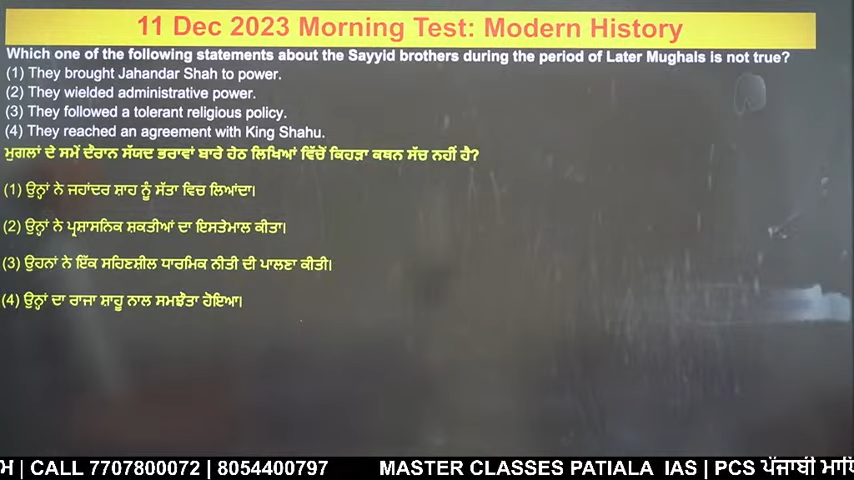 11 Dec 2023 Morning Test: Modern History
Which one of the following statements about the Sayyid brothers during the period of Later Mughals is not true?
(1) They brought Jahandar Shah to power.
(2) They wielded administrative power.
(3) They followed a tolerant religious policy.
(4) They reached an agreement with King Shahu.
ਮੁਗਲਾਂ ਦੇ ਸਮੇਂ ਦੌਰਾਨ ਸੱਯਦ ਭਰਾਵਾਂ ਬਾਰੇ ਹੇਠ ਲਿਖਿਆਂ ਵਿੱਚੋਂ ਕਿਹੜਾ ਕਥਨ ਸੱਚ ਨਹੀਂ ਹੈ?
(1) ਉਨ੍ਹਾਂ ਨੇ ਜਹਾਂਦਰ ਸ਼ਾਹ ਨੂੰ ਸੱਤਾ ਵਿਚ ਲਿਆਂਦਾ।
(2) ਉਨ੍ਹਾਂ ਨੇ ਪ੍ਰਸ਼ਾਸਨਿਕ ਸ਼ਕਤੀਆਂ ਦਾ ਇਸਤੇਮਾਲ ਕੀਤਾ।
(3) ਉਹਨਾਂ ਨੇ ਇੱਕ ਸਹਿਣਸ਼ੀਲ ਧਾਰਮਿਕ ਨੀਤੀ ਦੀ ਪਾਲਣਾ ਕੀਤੀ।
(4) ਉਨ੍ਹਾਂ ਦਾ ਰਾਜਾ ਸ਼ਾਹੂ ਨਾਲ ਸਮਝੌਤਾ ਹੋਇਆ।
| CALL 7707800072 | 8054400797 MASTER CLASSES PATIALA IAS | PCS ਪੰਜਾਬੀ